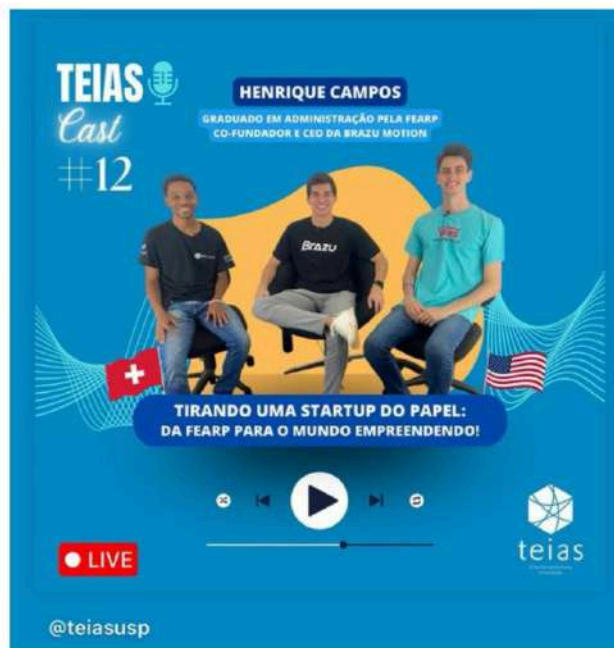 TEIAS
Cast
#12
HENRIQUE CAMPOS
GRADUADO EM ADMINISTRAÇÃO PELA FEARP
CO-FUNDADOR E CEO DA BRAZU MOTION
BRAZU
TIRANDO UMA STARTUP DO PAPEL:
DA FEARP PARA O MUNDO EMPREENDENDO!
LIVE
teias
@teiasusp